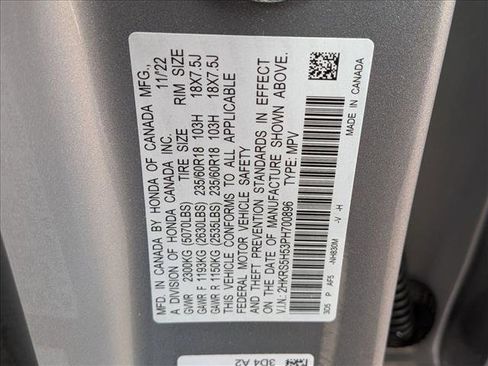 MFD. IN CANADA BY HONDA OF CANADA MFG.,
A DIVISION OF HONDA CANADA INC. 11/22
GVWR 2300KG (5070LBS) TIRE SIZE RIM SIZE
GAWR F 1193KG (2630LBS) 235/60R18 103H 18X7.5J
GAWR R 1150KG (2535LBS) 235/60R18 103H 18X7.5J
THIS VEHICLE CONFORMS TO ALL APPLICABLE
FEDERAL MOTOR VEHICLE SAFETY
AND THEFT PREVENTION STANDARDS IN EFFECT
ON THE DATE OF MANUFACTURE SHOWN ABOVE.
V.I.N: 2HKRS5H53PH700896 TYPE: MPV
3D5 P AF5 -NH830M -V -H
MADE IN CANADA
3D4 A2